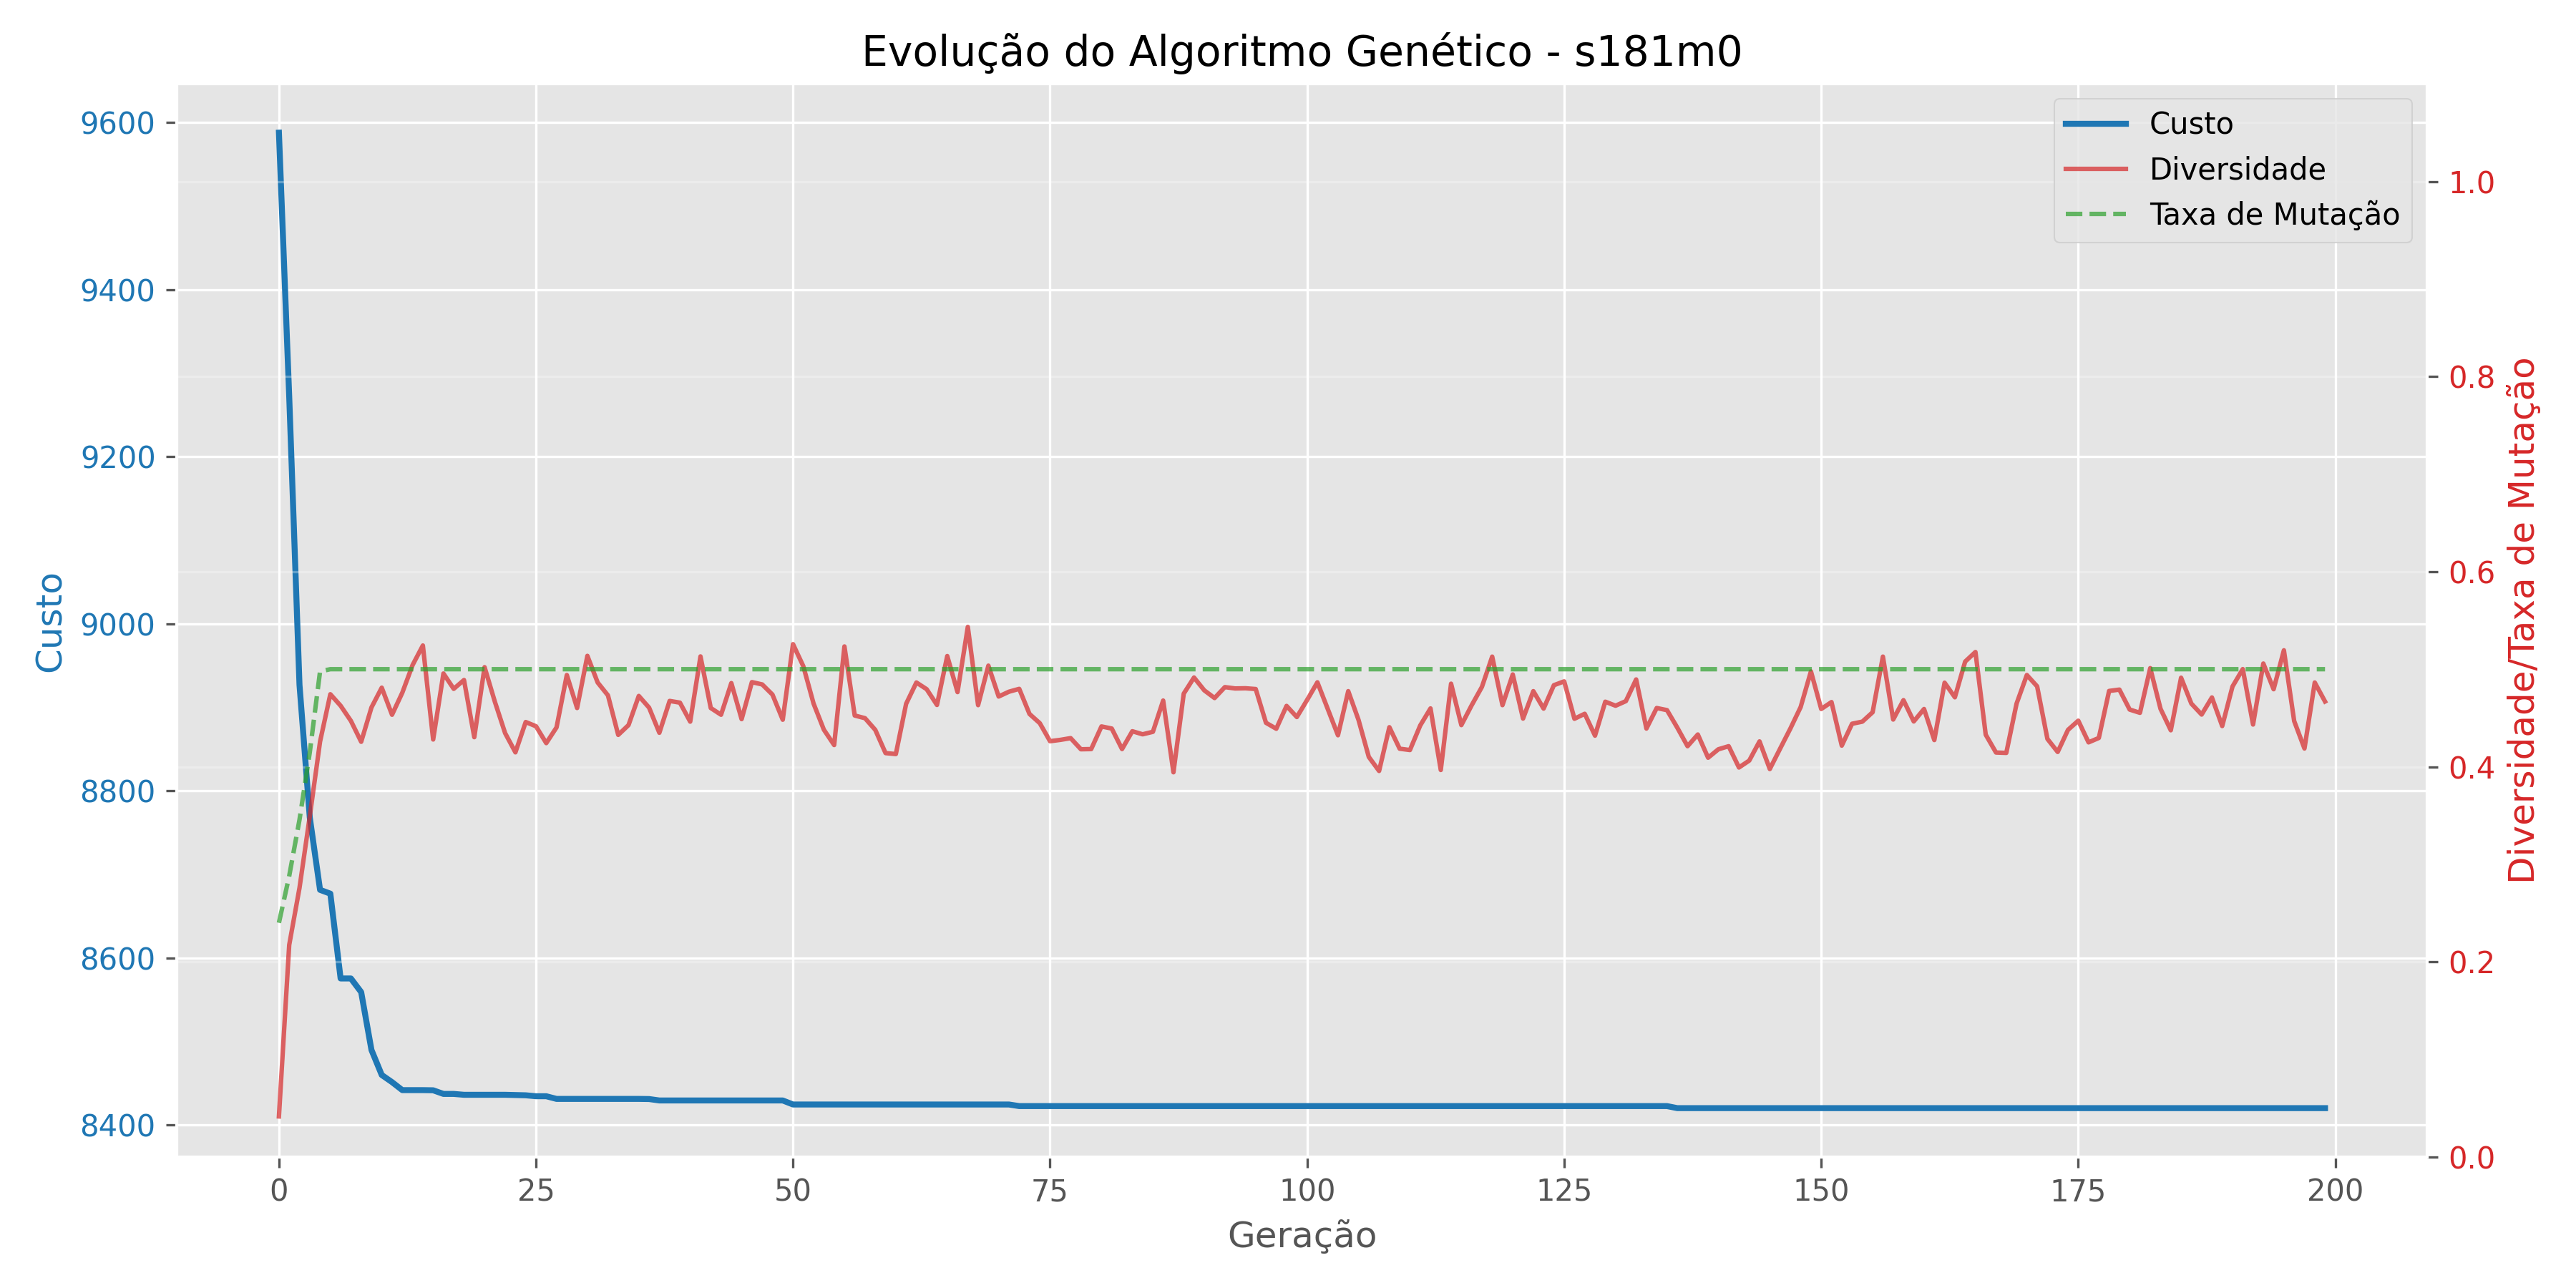 Evolução do Algoritmo Genético - s181m0
Custo
Diversidade
Taxa de Mutação
9600
9400
9200
9000
8800
8600
8400
Custo
1.0
0.8
0.6
0.4
0.2
0.0
Diversidade/Taxa de Mutação
0 25 50 75 100 125 150 175 200
Geração